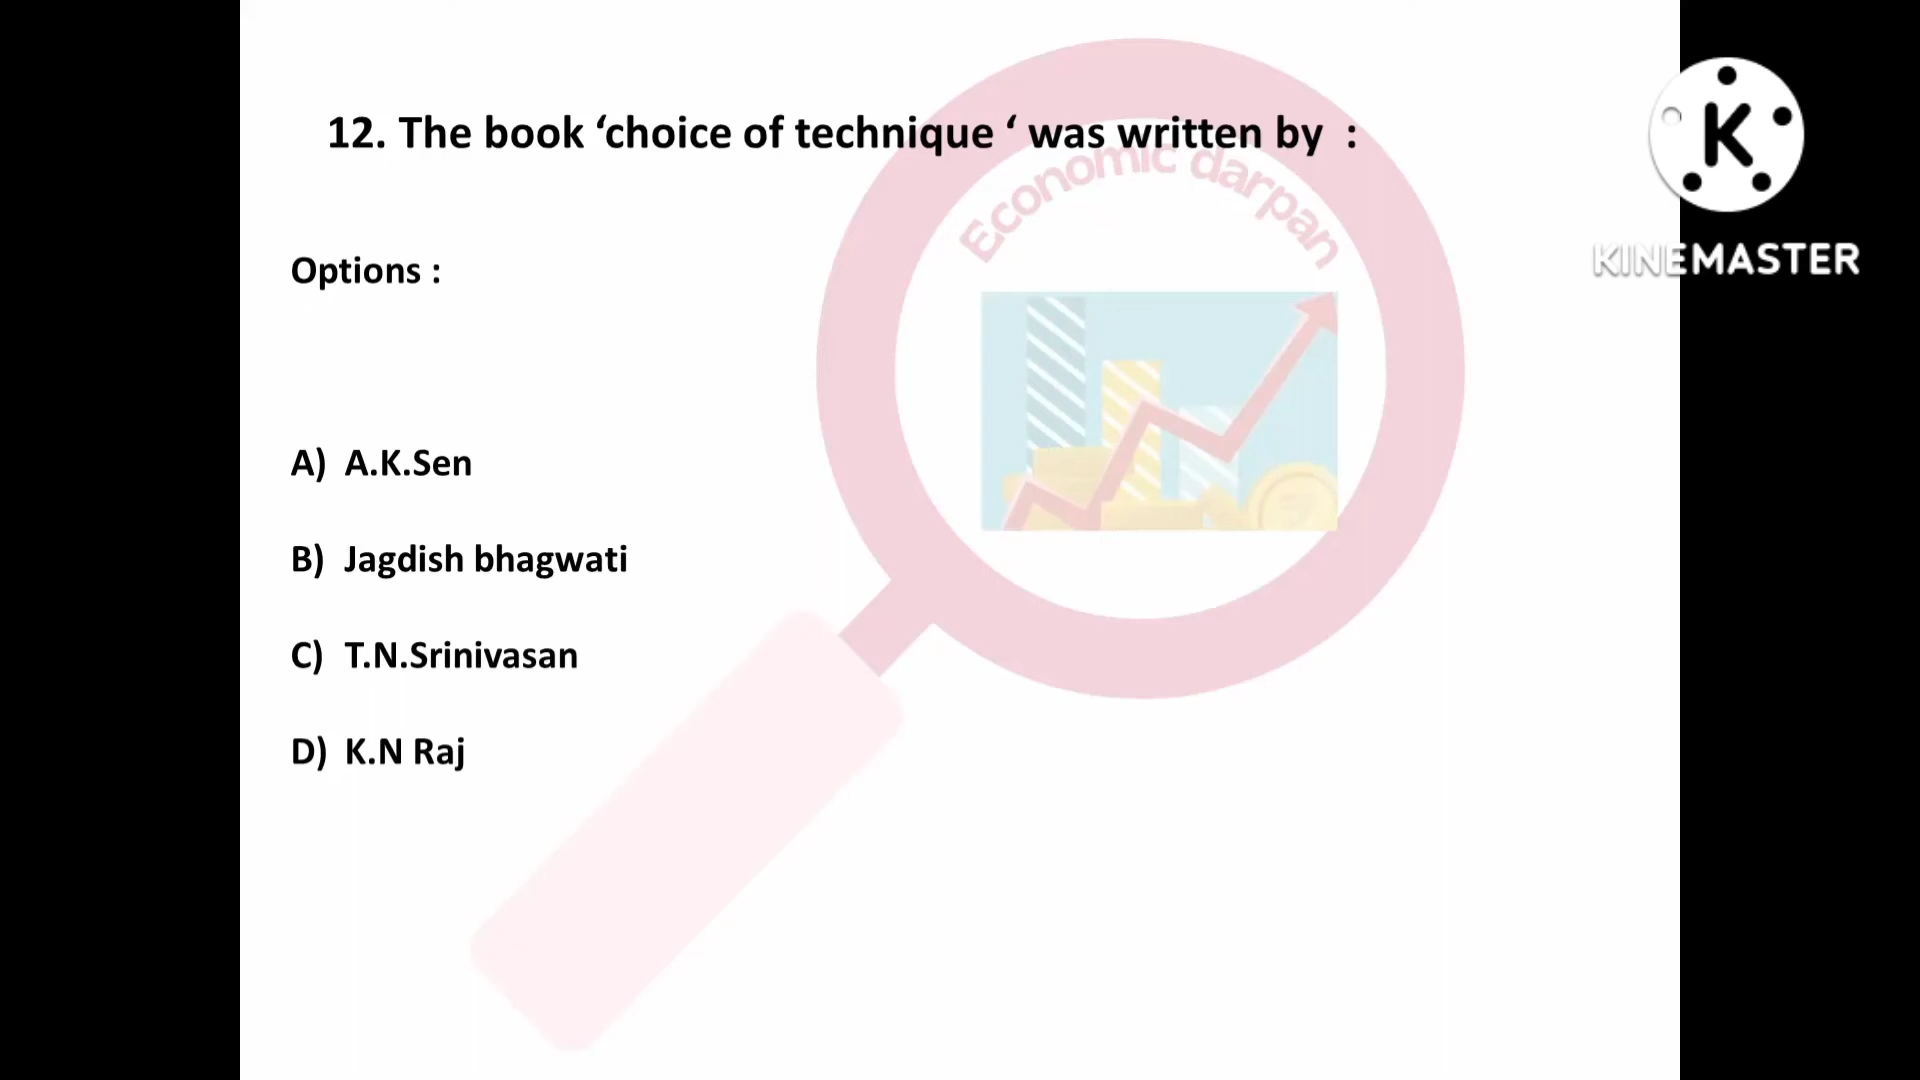 12. The book ‘choice of technique ‘ was written by :
Economic darpan
K
KINEMASTER
Options :
A) A.K.Sen
B) Jagdish bhagwati
C) T.N.Srinivasan
D) K.N Raj